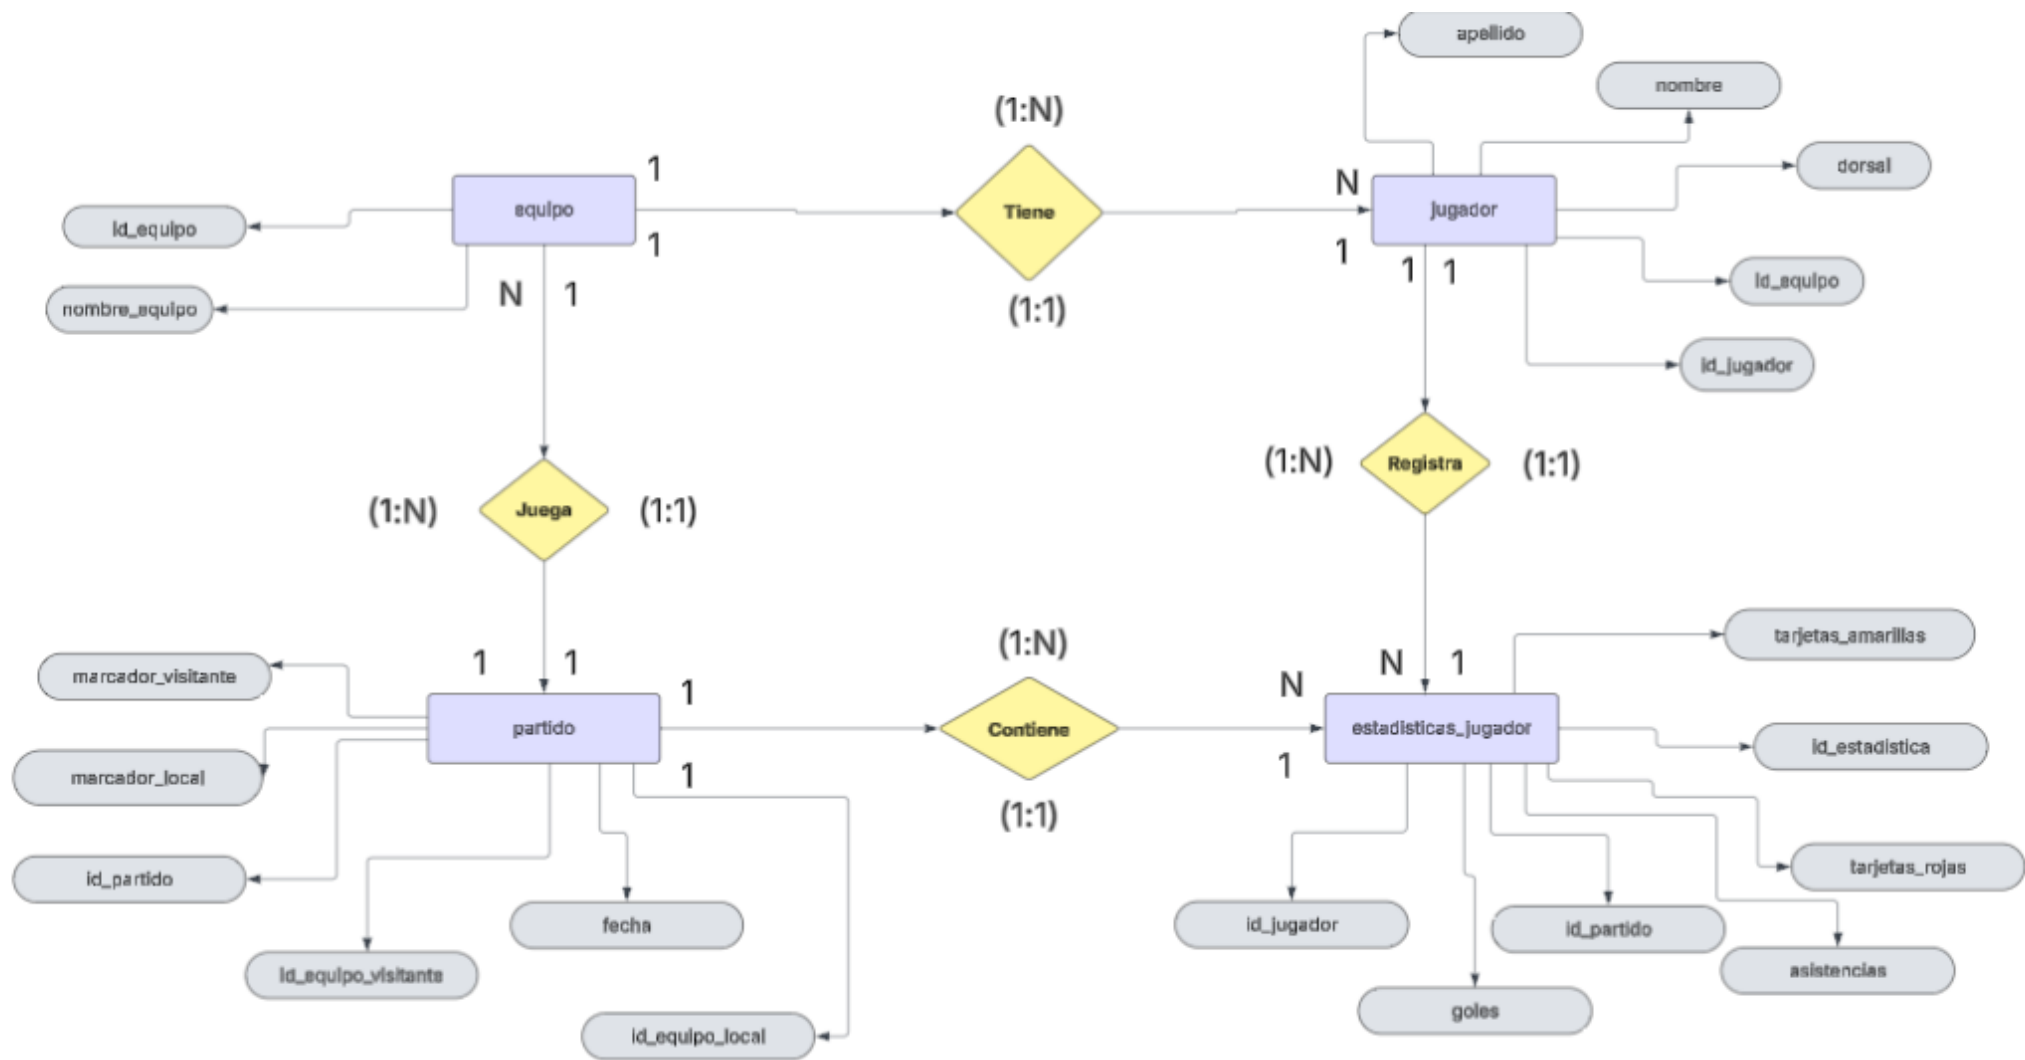 apellido
nombre
(1:N)
1
N
dorsal
equipo
Tiene
jugador
id_equipo
1
1
1
1
id_equipo
N
1
nombre_equipo
(1:1)
id_jugador
(1:N)
Registra
(1:1)
(1:N)
Juega
(1:1)
tarjetas_amarillas
(1:N)
1
1
N
1
marcador_visitante
1
N
partido
Contiene
estadisticas_jugador
id_estadistica
marcador_local
1
1
(1:1)
tarjetas_rojas
id_partido
fecha
id_jugador
id_partido
asistencias
id_equipo_visitante
goles
id_equipo_local